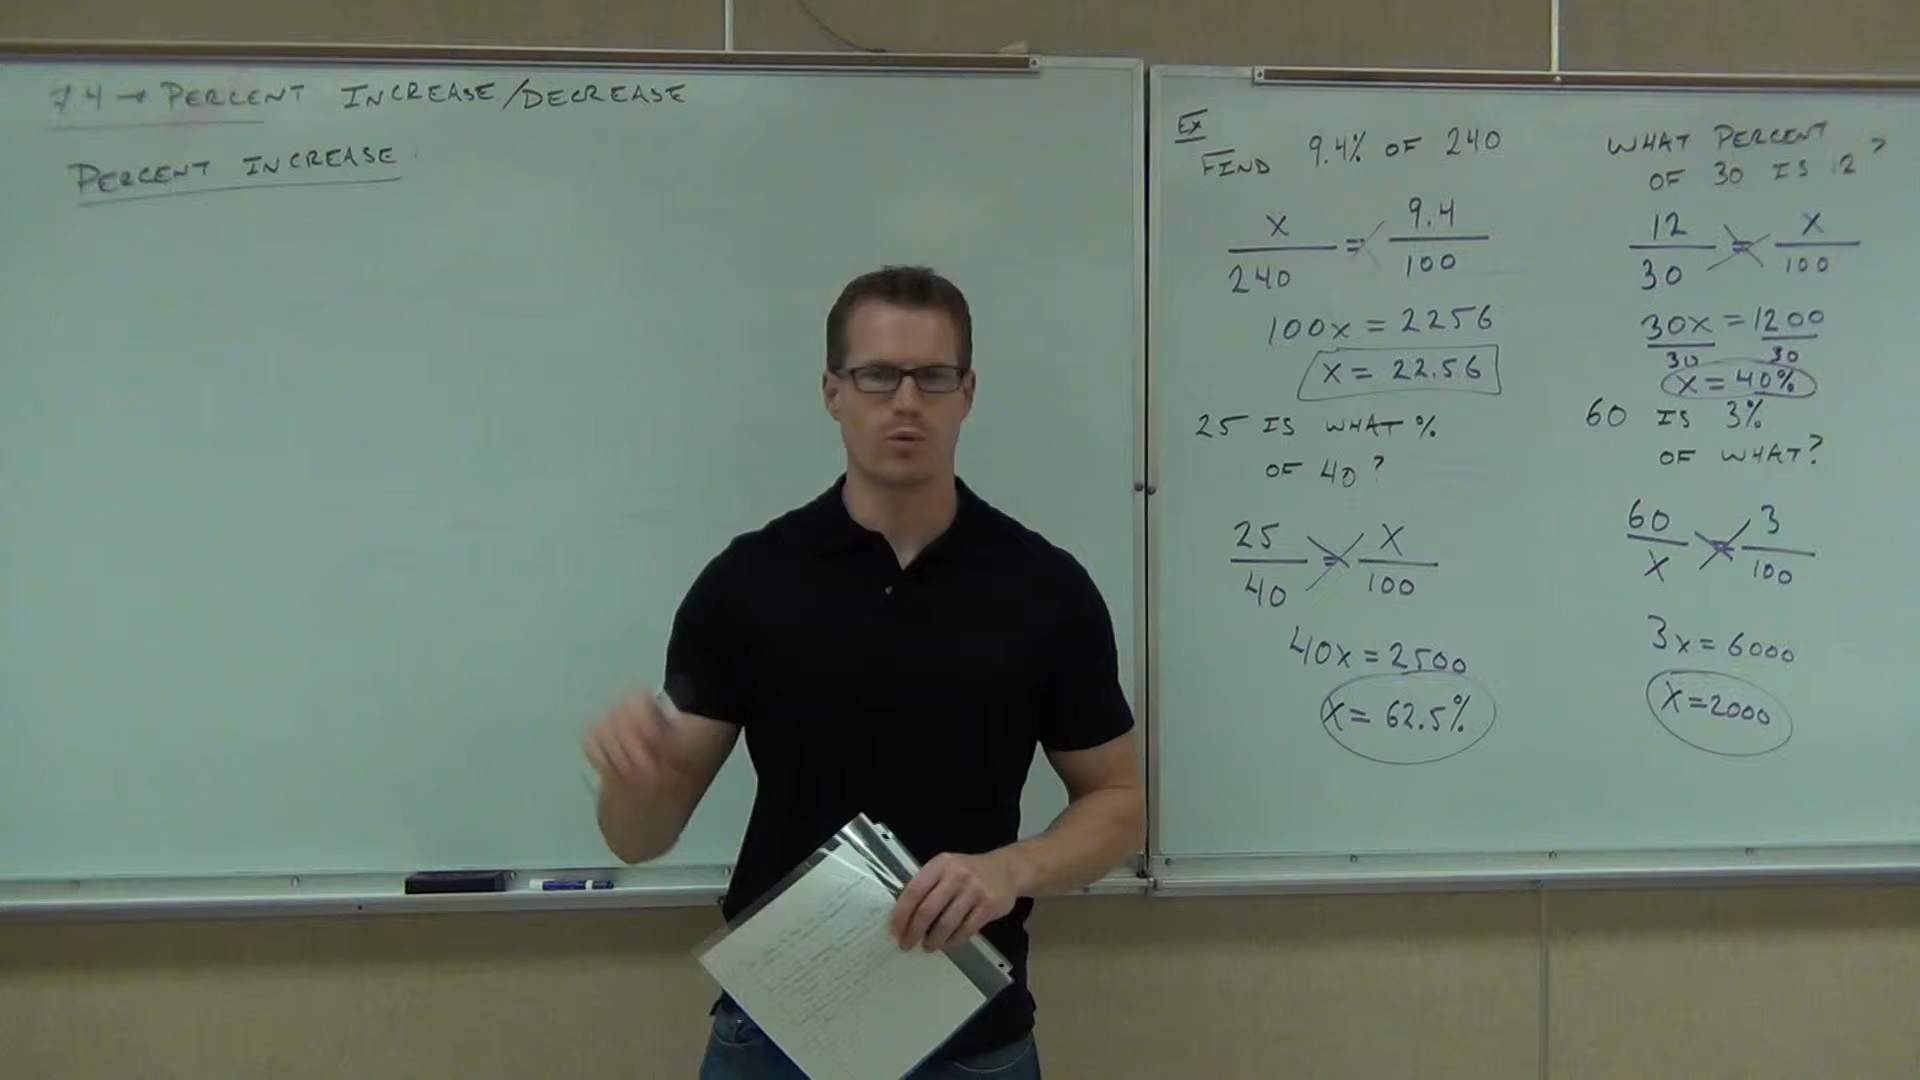 7.4 → PERCENT INCREASE/DECREASE
PERCENT INCREASE
EX
FIND 9.4% OF 240
x/240 = 9.4/100
100x = 2256
x = 22.56
25 IS WHAT %
OF 40?
25/40 = x/100
40x = 2500
x = 62.5%
WHAT PERCENT
OF 30 IS 12?
12/30 = x/100
30x = 1200
30 30
x = 40%
60 IS 3%
OF WHAT?
60/x = 3/100
3x = 6000
x = 2000